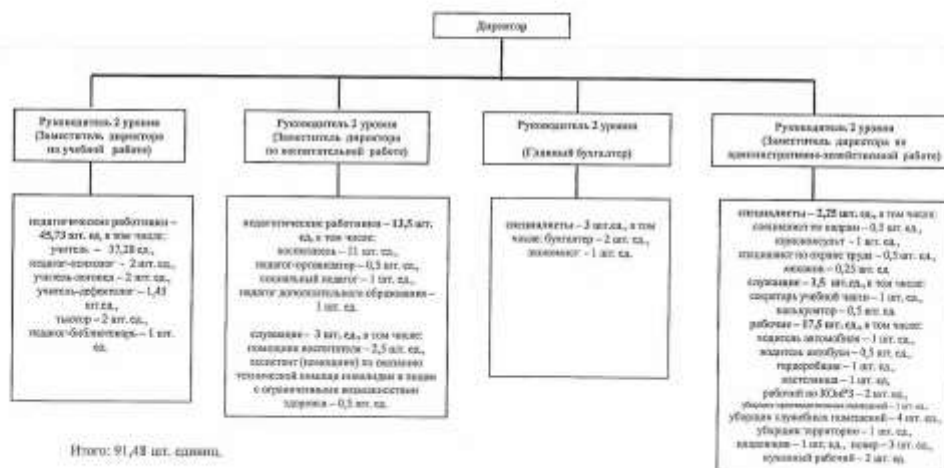 Директор
Руководитель 2 уровня
(Заместитель директора
по учебной работе)
Руководитель 2 уровня
(Заместитель директора
по воспитательной работе)
Руководитель 2 уровня
(Главный бухгалтер)
Руководитель 2 уровня
(Заместитель директора по
административно-хозяйственной работе)
педагогические работники –
45,73 шт. ед, в том числе:
учитель – 37,28 ед.,
педагог-психолог – 2 шт. ед.,
учитель-логопед – 2 шт. ед.,
учитель-дефектолог – 1,45
шт.ед.,
тьютор – 2 шт. ед.,
педагог-библиотекарь – 1 шт.
ед.
педагогические работники – 13,5 шт.
ед, в том числе:
воспитатель – 11 шт. ед.,
педагог-организатор – 0,5 шт. ед.,
социальный педагог – 1 шт. ед.,
педагог дополнительного образования –
1 шт. ед.
служащие – 3 шт. ед., в том числе:
помощник воспитателя – 2,5 шт. ед.,
ассистент (помощник) по оказанию
технической помощи инвалидам и лицам
с ограниченными возможностями
здоровья – 0,5 шт. ед.
специалисты – 3 шт.ед., в том
числе: бухгалтер – 2 шт. ед.,
экономист – 1 шт. ед.
специалисты – 2,25 шт. ед., в том числе:
специалист по кадрам – 0,5 шт. ед.,
юрисконсульт – 1 шт. ед.,
специалист по охране труда – 0,5 шт. ед.,
механик – 0,25 шт. ед
служащие – 1,5 шт.ед., в том числе:
секретарь учебной части – 1 шт. ед.,
калькулятор – 0,5 шт. ед.
рабочие – 17,5 шт. ед., в том числе:
водитель автомобиля – 1 шт. ед.,
водитель автобуса – 0,5 шт. ед.,
гардеробщик – 1 шт. ед.,
кастелянша – 1 шт. ед,
рабочий по КОиРЗ – 2 шт. ед.,
уборщик производственных помещений – 1 шт. ед.,
уборщик служебных помещений – 4 шт. ед.,
уборщик территории – 1 шт. ед.,
кладовщик – 1 шт. ед., повар – 3 шт. ед.,
кухонный рабочий – 2 шт. ед.
Итого: 91,48 шт. единиц.